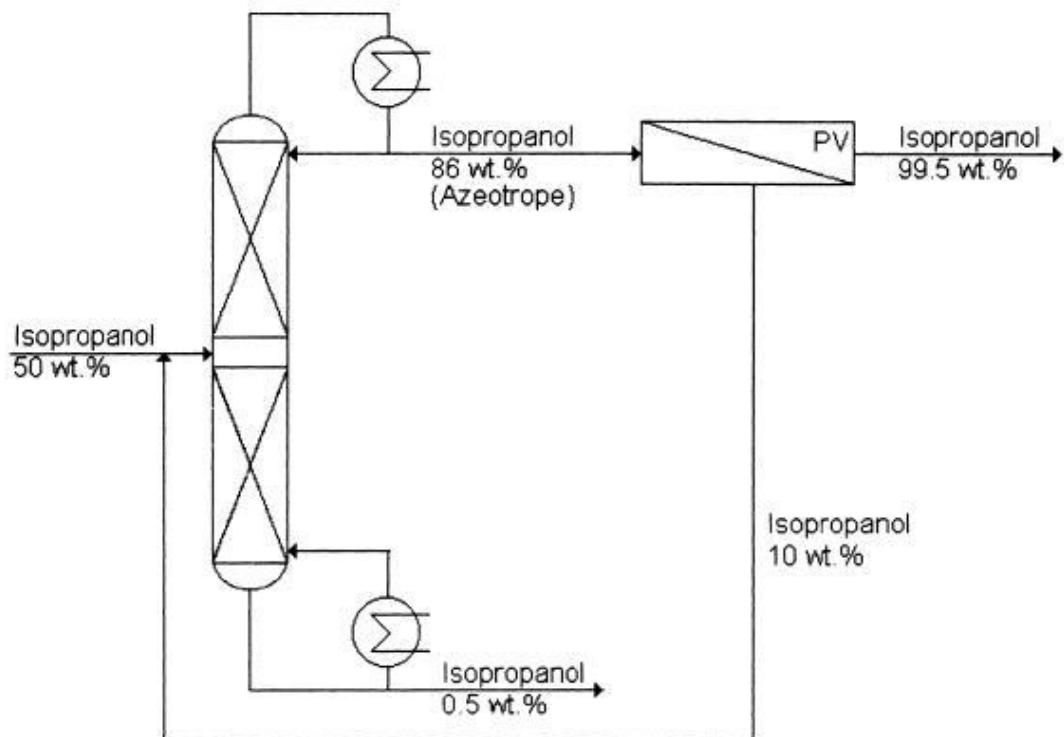 Isopropanol
86 wt.%
(Azeotrope)
PV
Isopropanol
99.5 wt.%
Isopropanol
50 wt.%
Isopropanol
10 wt.%
Isopropanol
0.5 wt.%